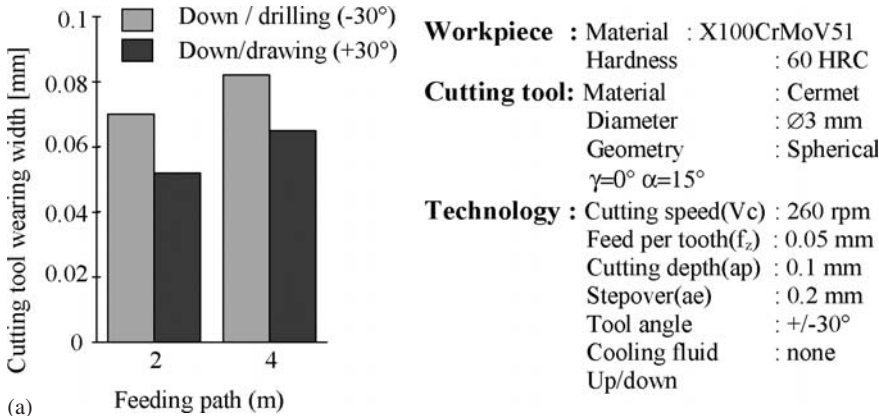 0.1
0.08
0.06
0.04
0.02
0
Cutting tool wearing width [mm]
Down / drilling (-30°)
Down/drawing (+30°)
2
4
Feeding path (m)
(a)
Workpiece : Material : X100CrMoV51
Hardness : 60 HRC
Cutting tool: Material : Cermet
Diameter : ∅3 mm
Geometry : Spherical
γ=0° α=15°
Technology : Cutting speed(Vc) : 260 rpm
Feed per tooth(fz) : 0.05 mm
Cutting depth(ap) : 0.1 mm
Stepover(ae) : 0.2 mm
Tool angle : +/-30°
Cooling fluid : none
Up/down